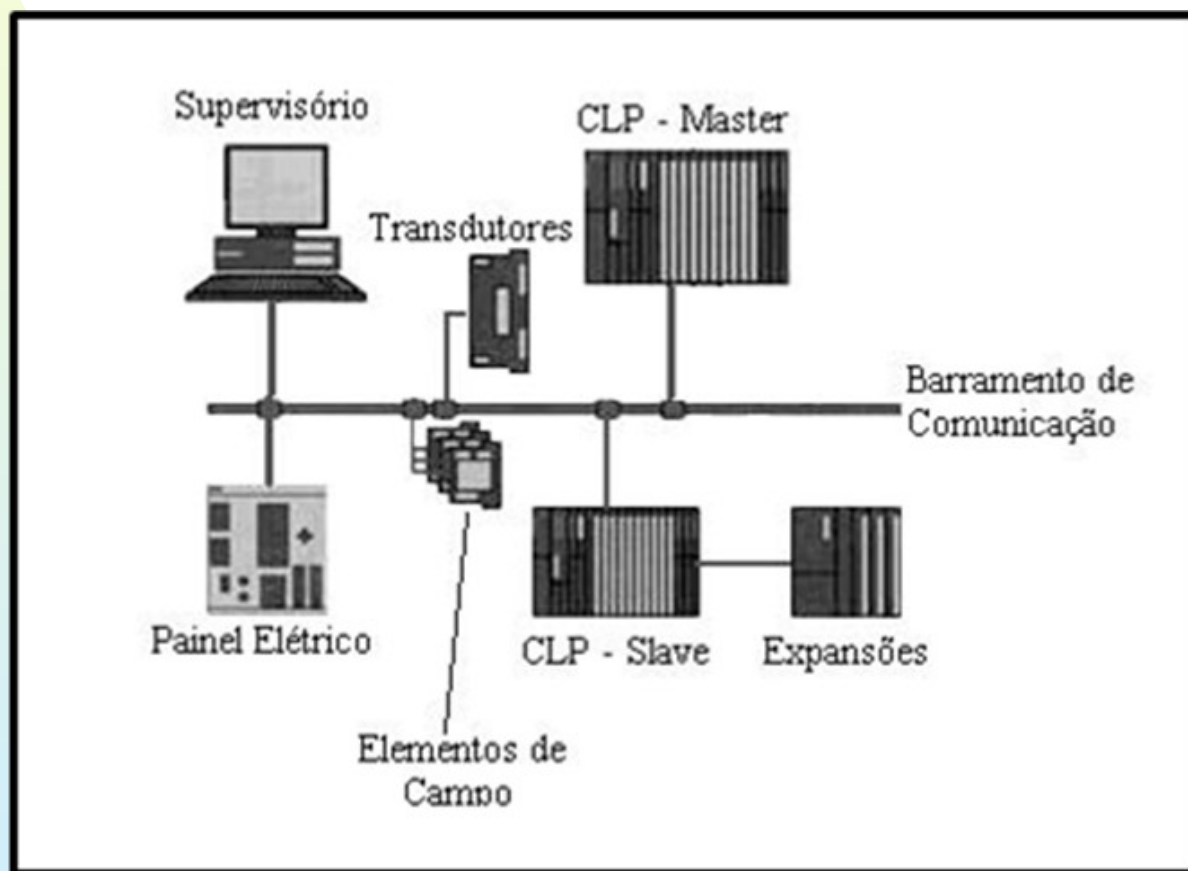 Supervisório
CLP - Master
Transdutores
Barramento de
Comunicação
Painel Elétrico
CLP - Slave
Expansões
Elementos de
Campo